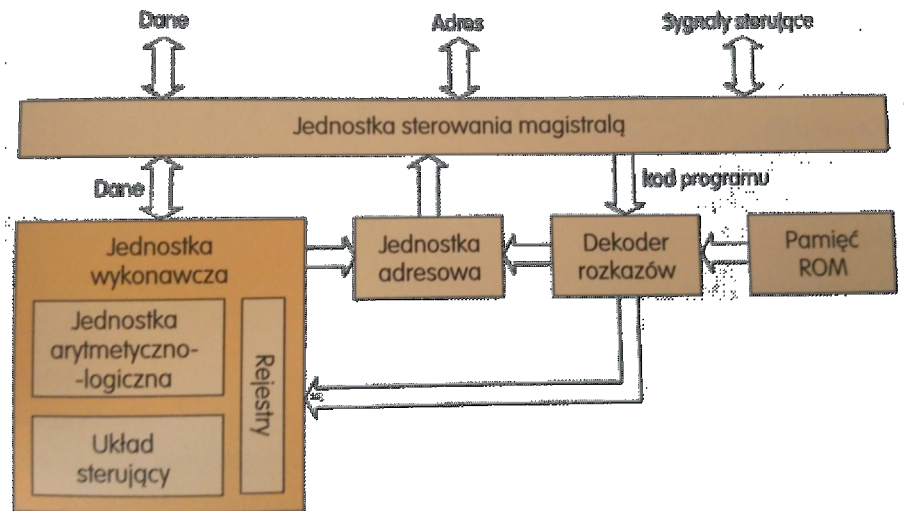 Dane
Adres
Sygnały sterujące
Jednostka sterowania magistralą
Dane
kod programu
Jednostka
wykonawcza
Jednostka
adresowa
Dekoder
rozkazów
Pamięć
ROM
Jednostka
arytmetyczno-
-logiczna
Rejestry
Układ
sterujący